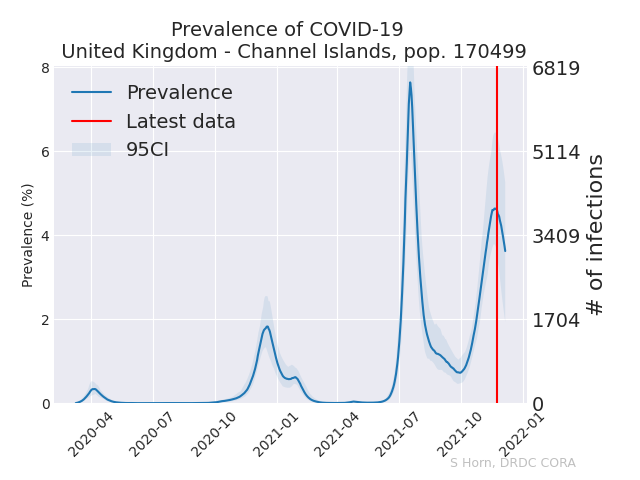 Prevalence of COVID-19
United Kingdom - Channel Islands, pop. 170499
Prevalence
Latest data
95CI
8
6
4
2
0
Prevalence (%)
6819
5114
3409
1704
0
# of infections
2020-04
2020-07
2020-10
2021-01
2021-04
2021-07
2021-10
2022-01
S Horn, DRDC CORA